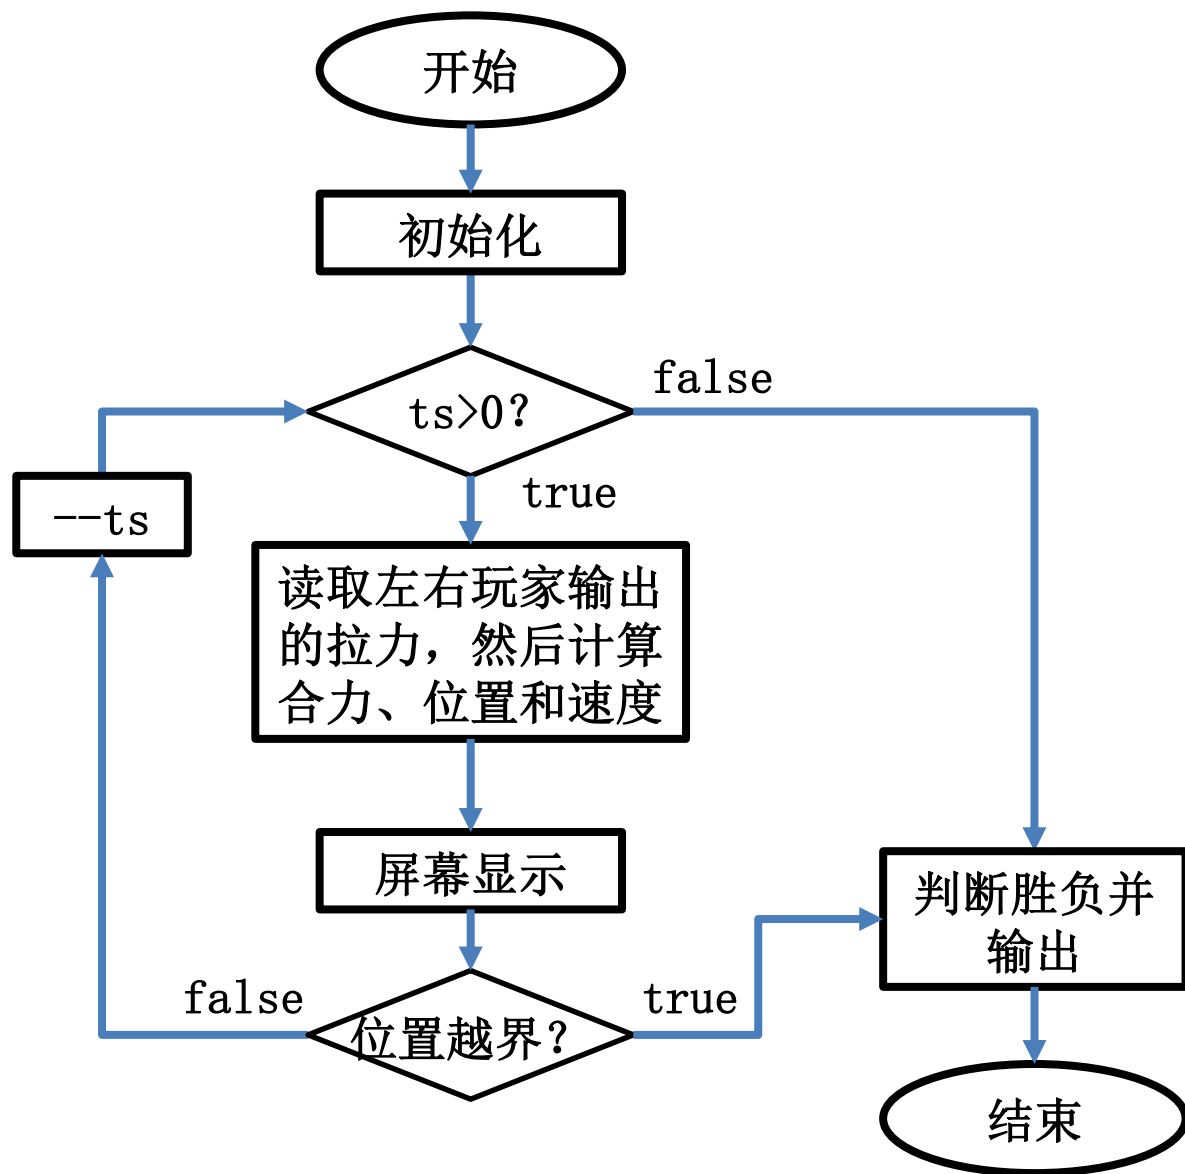 开始
初始化
ts>0?
false
true
--ts
读取左右玩家输出
的拉力，然后计算
合力、位置和速度
屏幕显示
判断胜负并
输出
false
位置越界?
true
结束